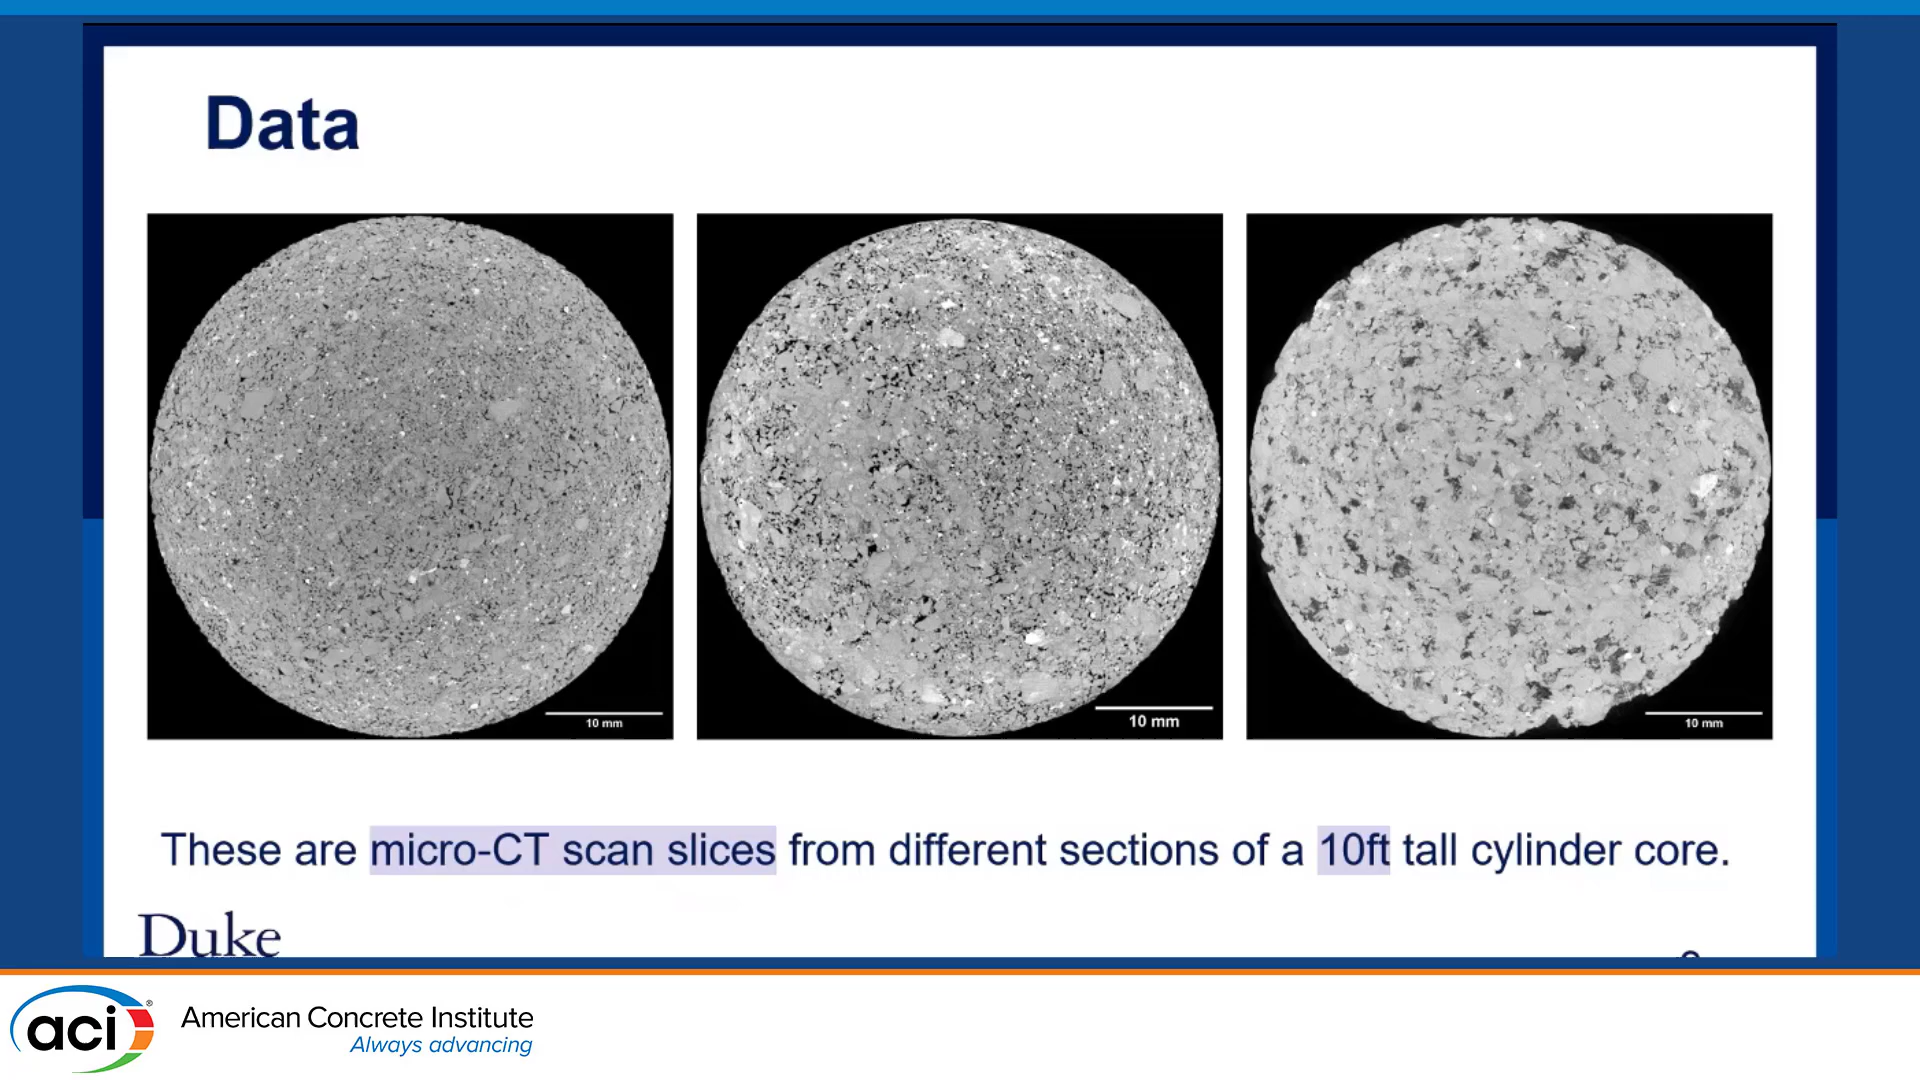 Data
10 mm
10 mm
10 mm
These are micro-CT scan slices from different sections of a 10ft tall cylinder core.
Duke
aci®
American Concrete Institute
Always advancing